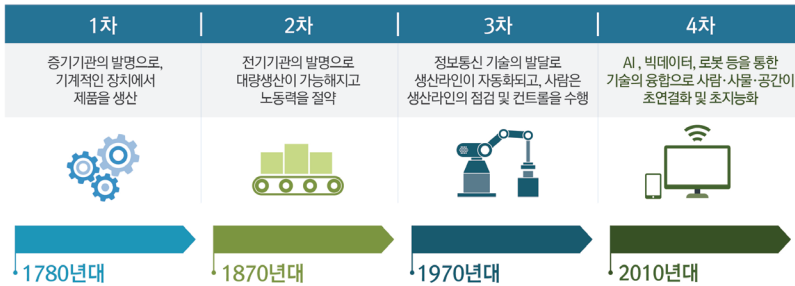 1차
2차
3차
4차
증기기관의 발명으로,
기계적인 장치에서
제품을 생산
전기기관의 발명으로
대량생산이 가능해지고
노동력을 절약
정보통신 기술의 발달로
생산라인이 자동화되고, 사람은
생산라인의 점검 및 컨트롤을 수행
AI , 빅데이터, 로봇 등을 통한
기술의 융합으로 사람·사물·공간이
초연결화 및 초지능화
1780년대
1870년대
1970년대
2010년대